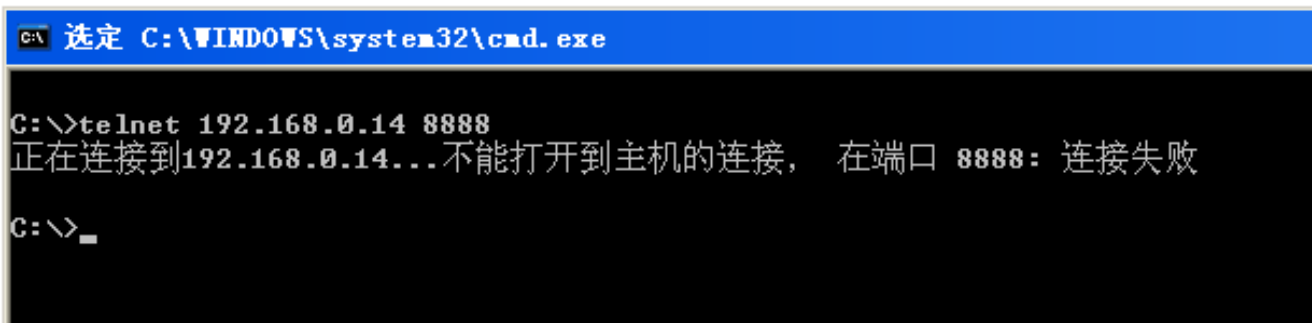 选定 C:\WINDOWS\system32\cmd.exe
C:\>telnet 192.168.0.14 8888
正在连接到192.168.0.14...不能打开到主机的连接， 在端口 8888: 连接失败
C:\>_